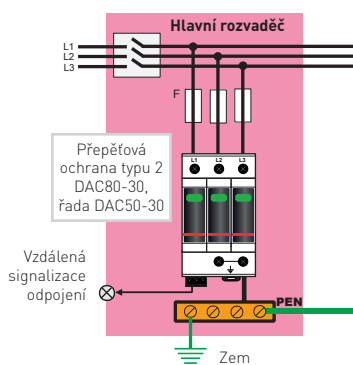 Hlavní rozvaděč
L1
L2
L3
F
L1 L2 L3
Přepěťová
ochrana typu 2
DAC80-30,
řada DAC50-30
Vzdálená
signalizace
odpojení
PEN
Zem